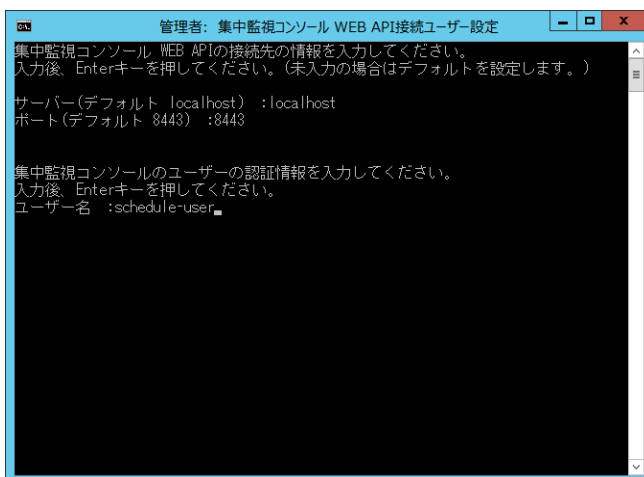 管理者: 集中監視コンソール WEB API接続ユーザー設定
集中監視コンソール WEB APIの接続先の情報を入力してください。
入力後、Enterキーを押してください。(未入力の場合はデフォルトを設定します。)
サーバー(デフォルト localhost) :localhost
ポート(デフォルト 8443) :8443
集中監視コンソールのユーザーの認証情報を入力してください。
入力後、Enterキーを押してください。
ユーザー名 :schedule-user